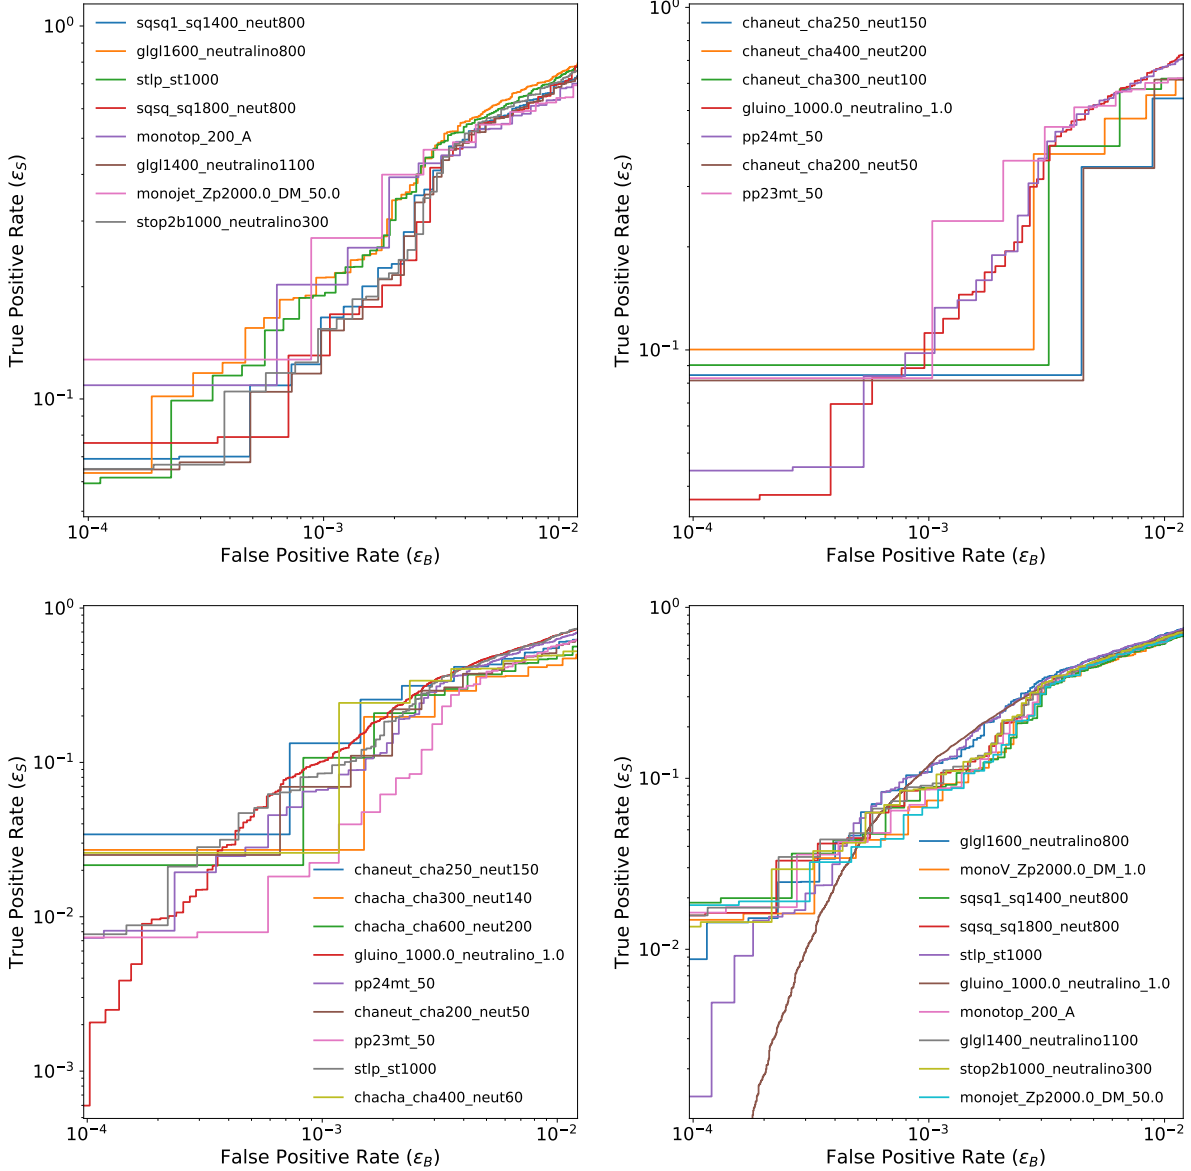 10⁰
10⁻¹
True Positive Rate (εS)
sqsq1_sq1400_neut800
glgl1600_neutralino800
stlp_st1000
sqsq_sq1800_neut800
monotop_200_A
glgl1400_neutralino1100
monojet_Zp2000.0_DM_50.0
stop2b1000_neutralino300
10⁻⁴
10⁻³
10⁻²
False Positive Rate (εB)
10⁰
10⁻¹
True Positive Rate (εS)
chaneut_cha250_neut150
chaneut_cha400_neut200
chaneut_cha300_neut100
gluino_1000.0_neutralino_1.0
pp24mt_50
chaneut_cha200_neut50
pp23mt_50
10⁻⁴
10⁻³
10⁻²
False Positive Rate (εB)
10⁰
10⁻¹
10⁻²
10⁻³
True Positive Rate (εS)
chaneut_cha250_neut150
chacha_cha300_neut140
chacha_cha600_neut200
gluino_1000.0_neutralino_1.0
pp24mt_50
chaneut_cha200_neut50
pp23mt_50
stlp_st1000
chacha_cha400_neut60
10⁻⁴
10⁻³
10⁻²
False Positive Rate (εB)
10⁰
10⁻¹
10⁻²
True Positive Rate (εS)
glgl1600_neutralino800
monoV_Zp2000.0_DM_1.0
sqsq1_sq1400_neut800
sqsq_sq1800_neut800
stlp_st1000
gluino_1000.0_neutralino_1.0
monotop_200_A
glgl1400_neutralino1100
stop2b1000_neutralino300
monojet_Zp2000.0_DM_50.0
10⁻⁴
10⁻³
10⁻²
False Positive Rate (εB)